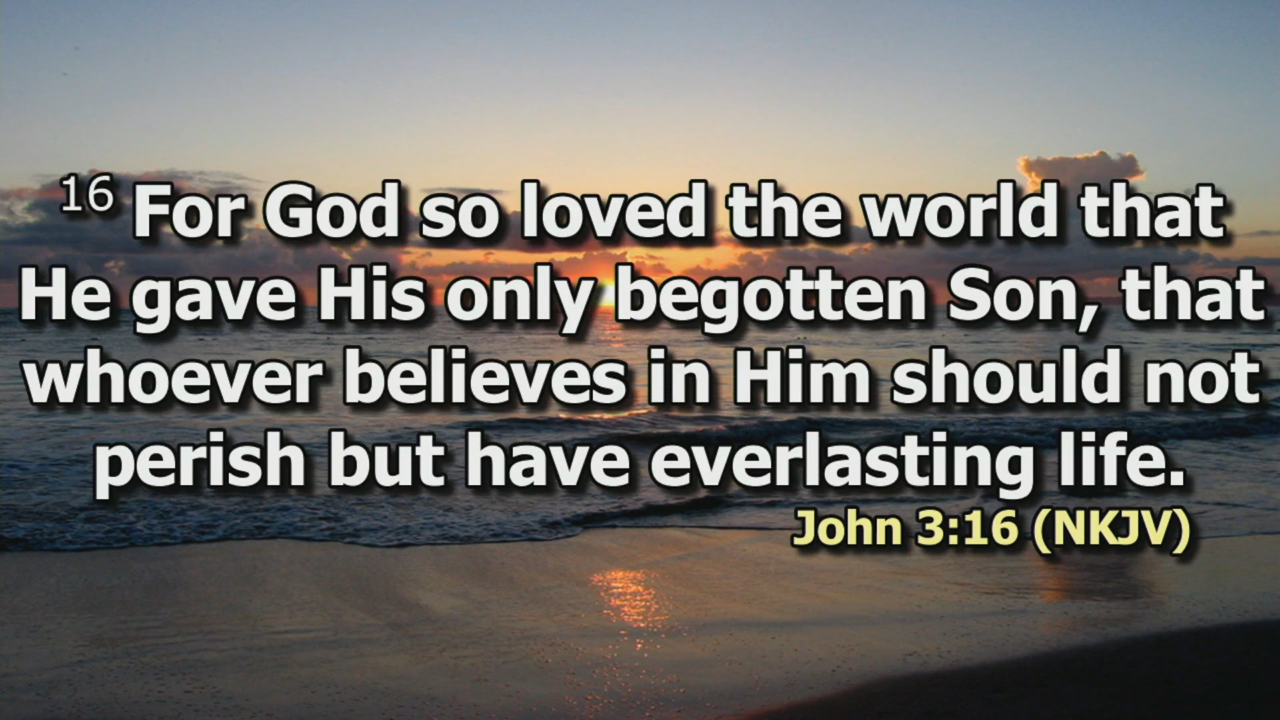 16 For God so loved the world that
He gave His only begotten Son, that
whoever believes in Him should not
perish but have everlasting life.
John 3:16 (NKJV)